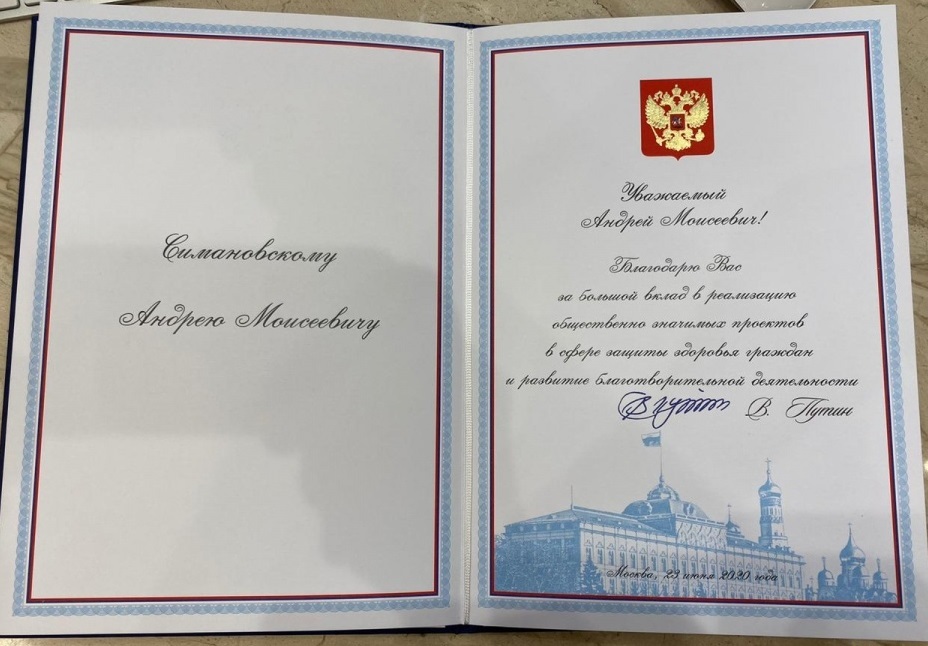 Симановскому
Андрею Моисеевичу
Уважаемый
Андрей Моисеевич!
Благодарю Вас
за большой вклад в реализацию
общественно значимых проектов
в сфере защиты здоровья граждан
и развитие благотворительной деятельности
В. Путин
Москва, 23 июня 2020 года